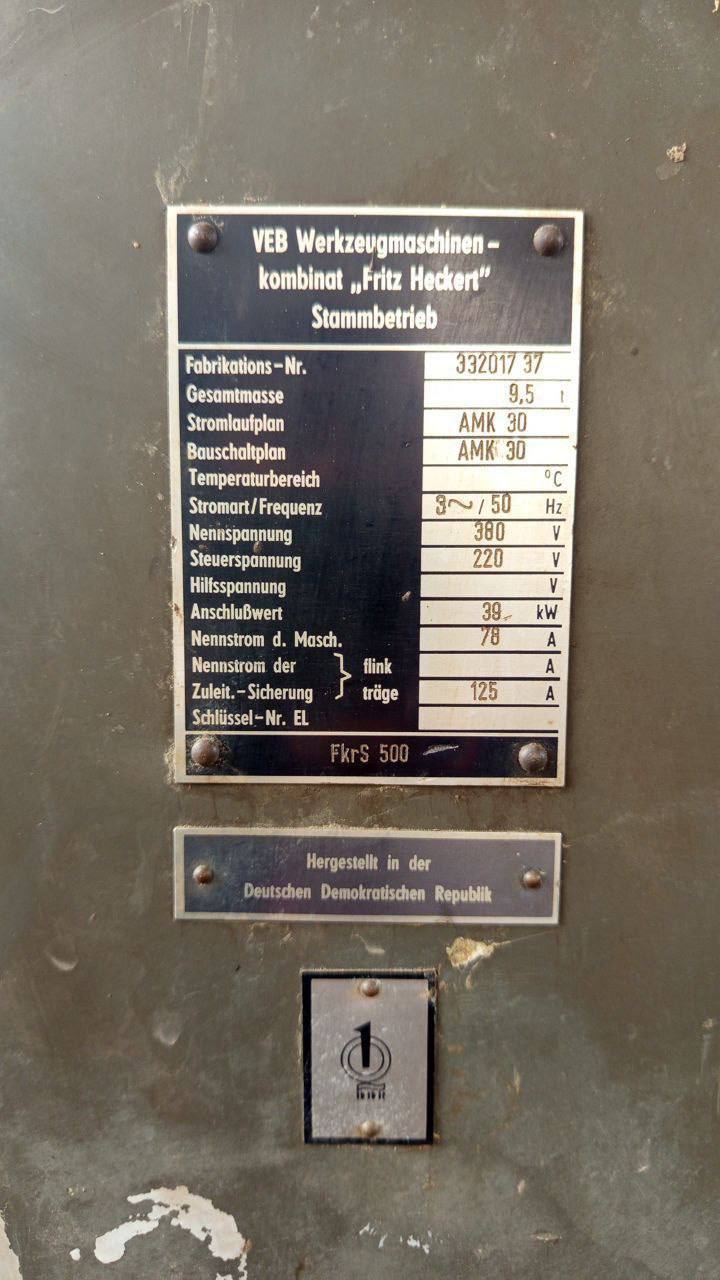 VEB Werkzeugmaschinen-
kombinat „Fritz Heckert"
Stammbetrieb
Fabrikations-Nr. 332017 37
Gesamtmasse 9,5 t
Stromlaufplan AMK 30
Bauschaltplan AMK 30
Temperaturbereich °C
Stromart/Frequenz 3~ / 50 Hz
Nennspannung 380 V
Steuerspannung 220 V
Hilfsspannung V
Anschlußwert 39 kW
Nennstrom d. Masch. 78 A
Nennstrom der } flink A
Zuleit.-Sicherung träge 125 A
Schlüssel-Nr. EL
FkrS 500
Hergestellt in der
Deutschen Demokratischen Republik
1